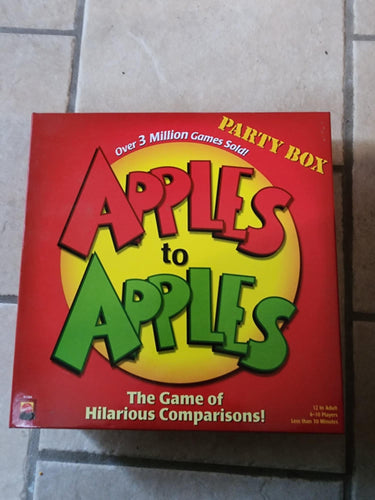 PARTY BOX
Over 3 Million Games Sold!
APPLES
to
APPLES
The Game of
Hilarious Comparisons!
12 to Adult
4-10 Players
Less than 30 Minutes